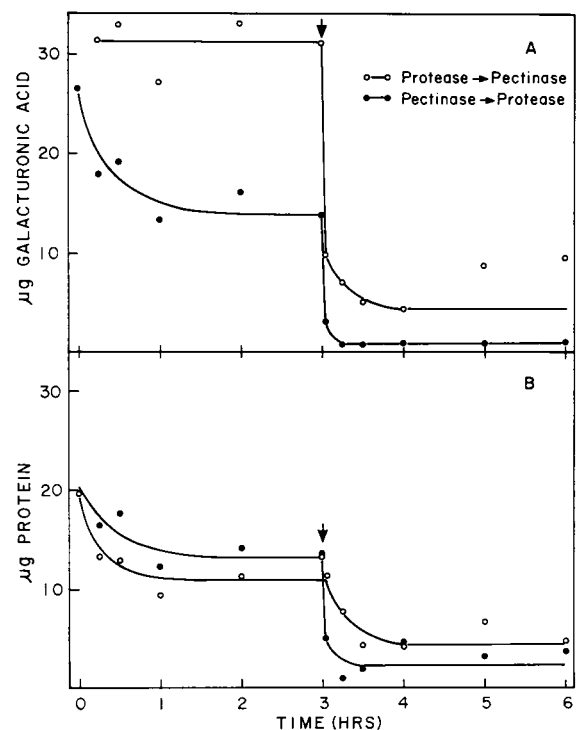 A
30
20
10
µg GALACTURONIC ACID
Protease → Pectinase
Pectinase → Protease
B
30
20
10
µg PROTEIN
0 1 2 3 4 5 6
TIME (HRS)